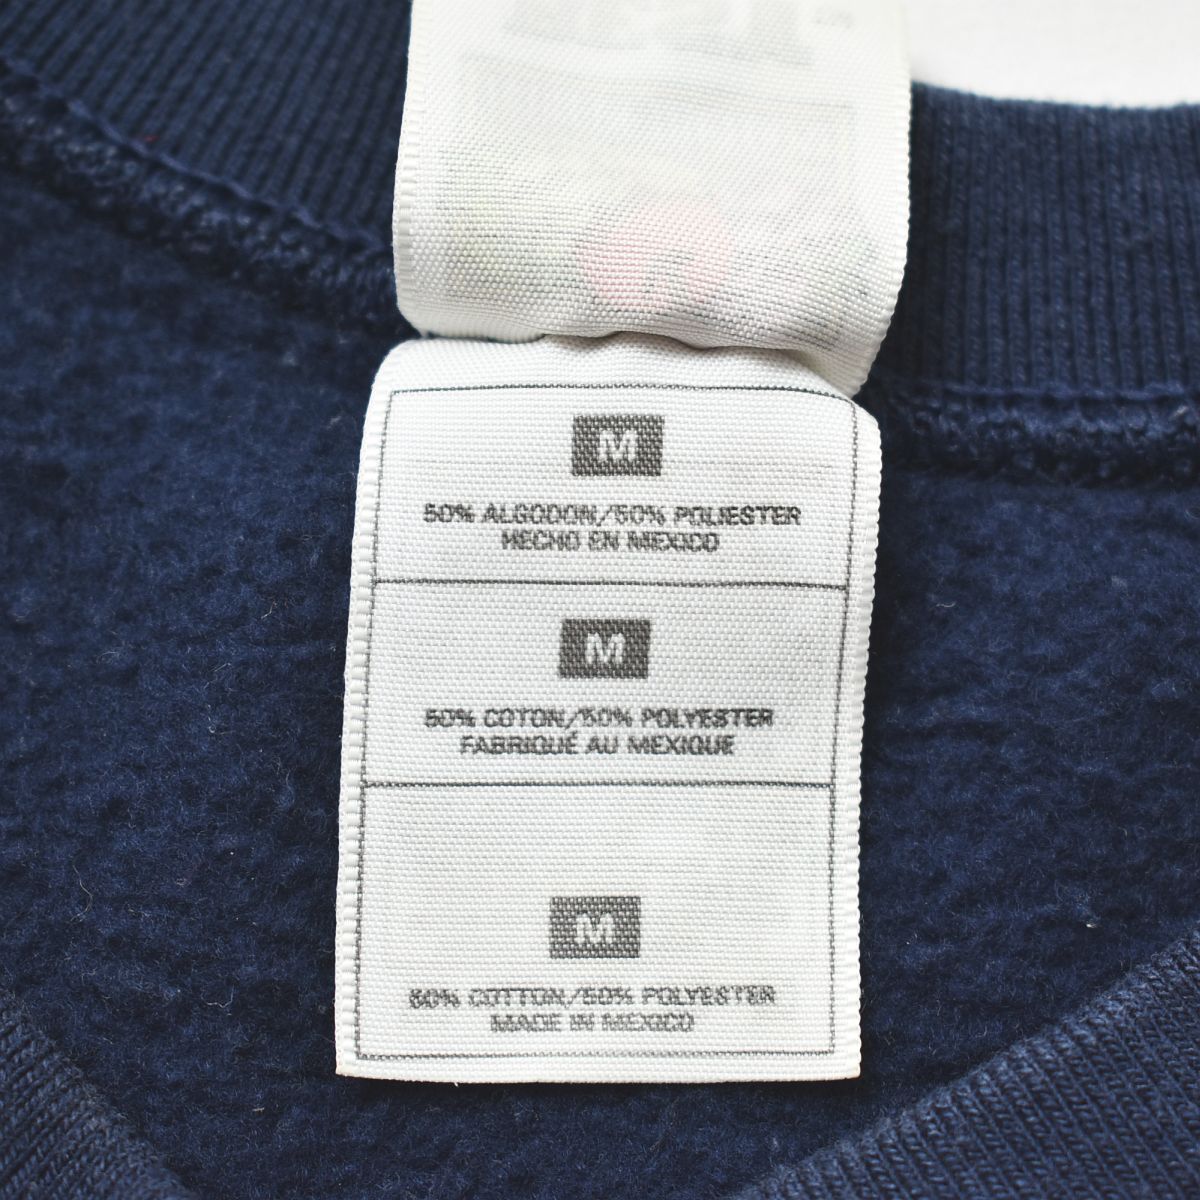 M
50% ALGODON/50% POLIESTER
HECHO EN MEXICO
M
50% COTON/50% POLYESTER
FABRIQUÉ AU MEXIQUE
M
50% COTTON/50% POLYESTER
MADE IN MEXICO